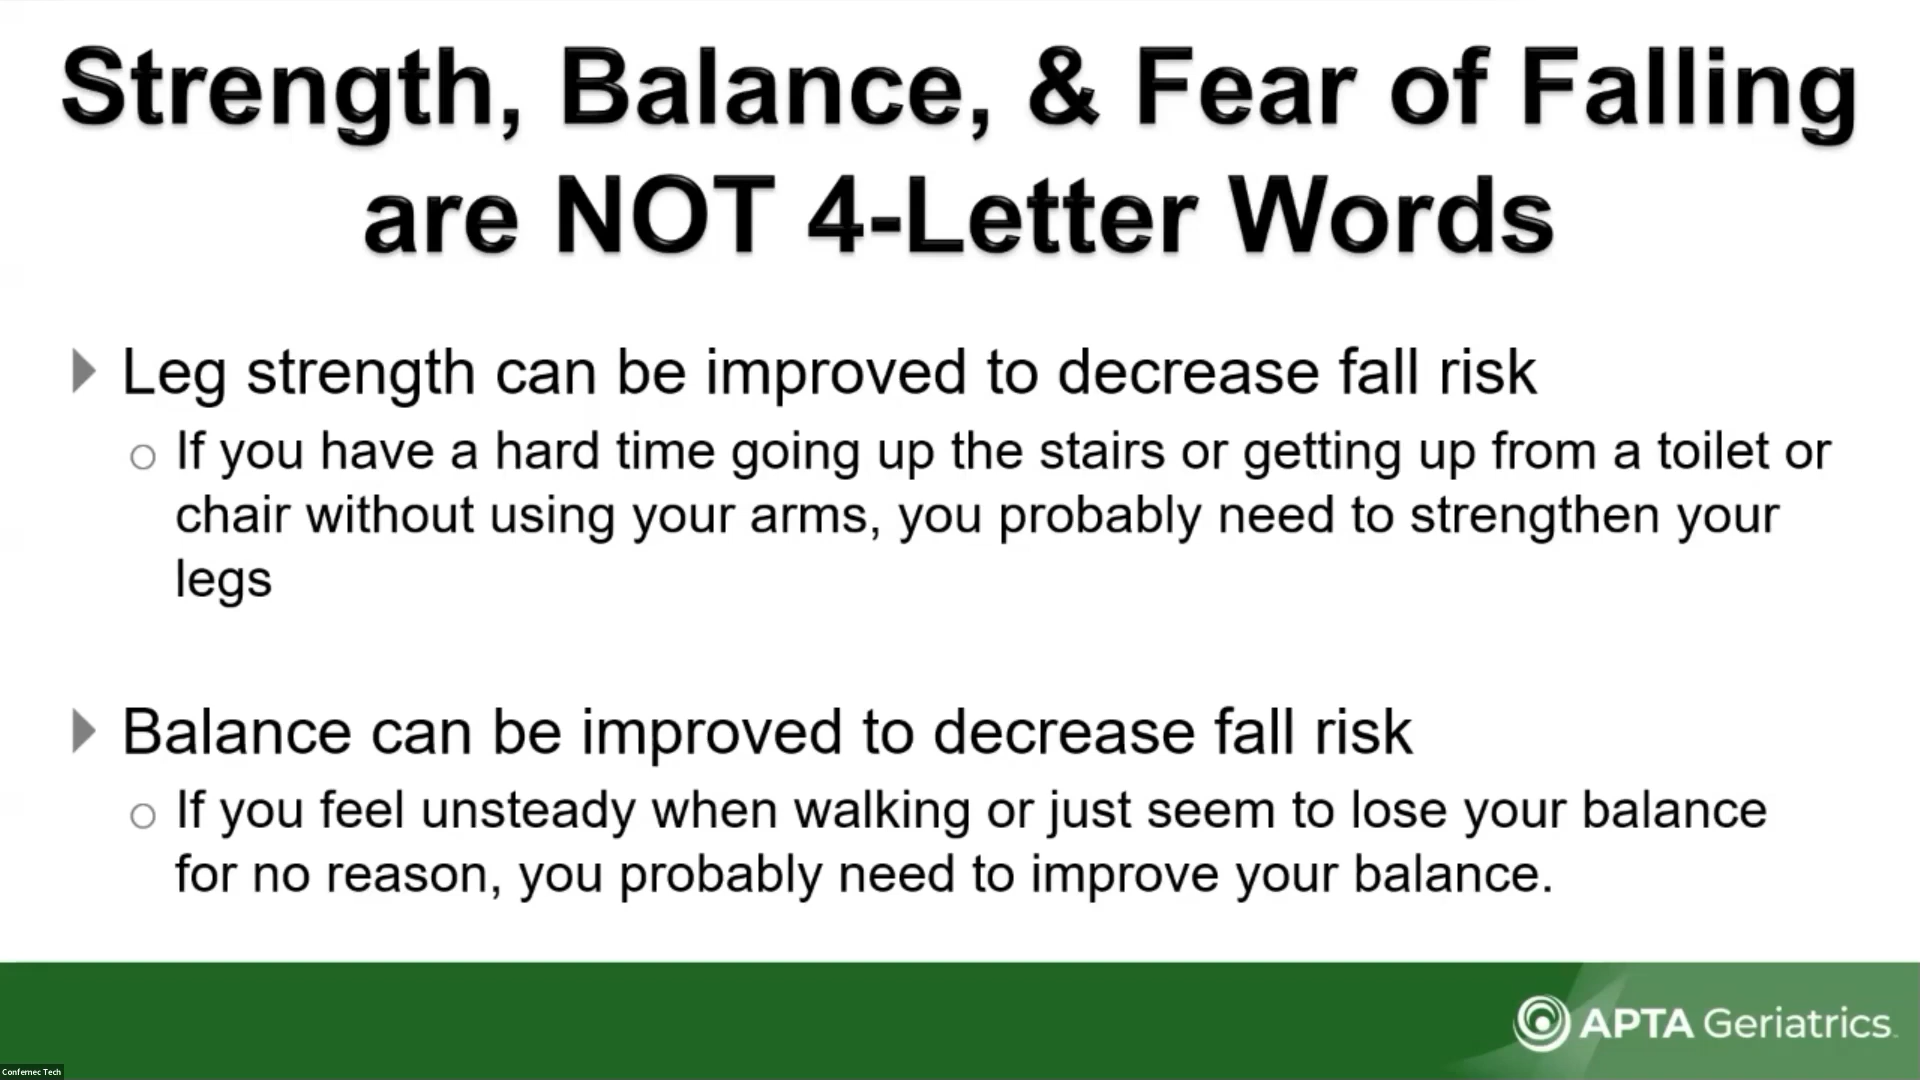 Strength, Balance, & Fear of Falling
are NOT 4-Letter Words
Leg strength can be improved to decrease fall risk
If you have a hard time going up the stairs or getting up from a toilet or
chair without using your arms, you probably need to strengthen your
legs
Balance can be improved to decrease fall risk
If you feel unsteady when walking or just seem to lose your balance
for no reason, you probably need to improve your balance.
APTA Geriatrics
Confernec Tech